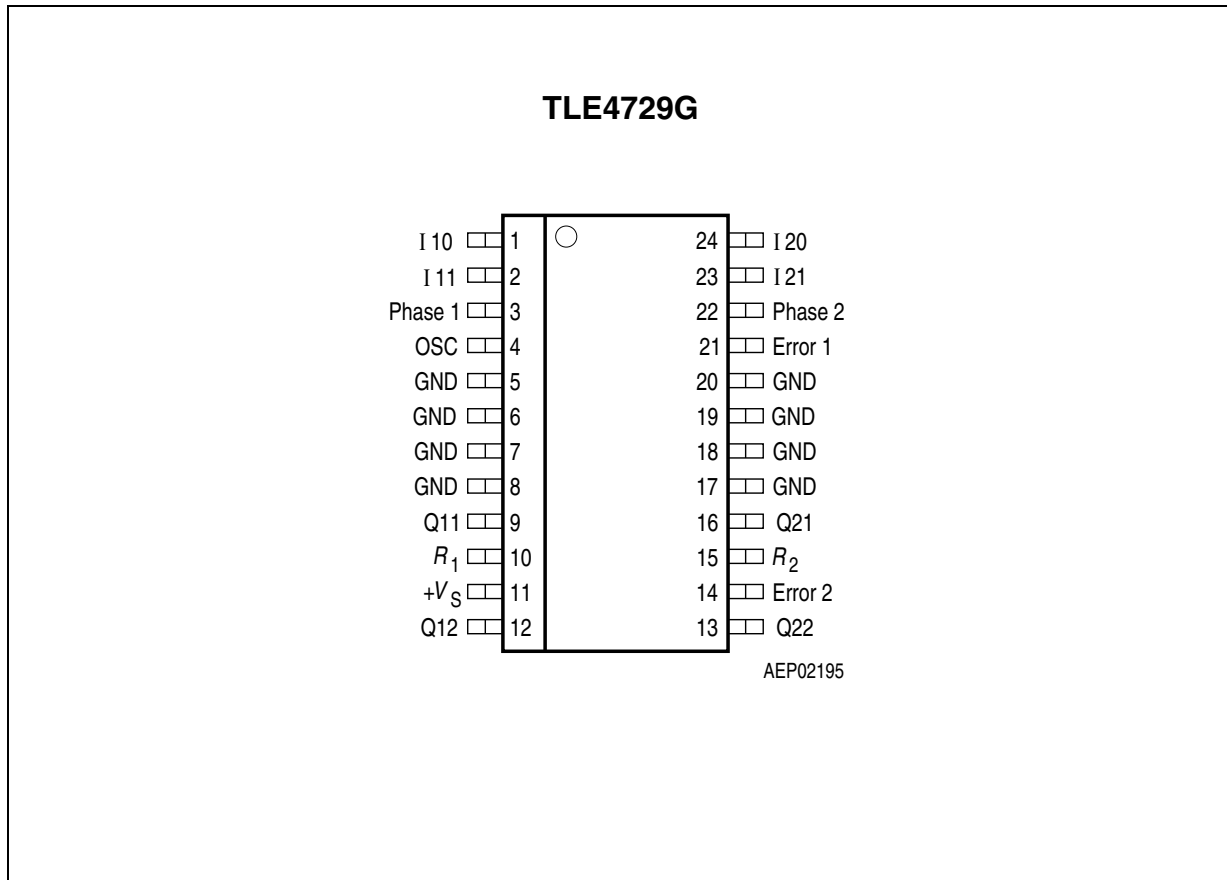 TLE4729G
I 10 1 24 I 20
I 11 2 23 I 21
Phase 1 3 22 Phase 2
OSC 4 21 Error 1
GND 5 20 GND
GND 6 19 GND
GND 7 18 GND
GND 8 17 GND
Q11 9 16 Q21
R1 10 15 R2
+VS 11 14 Error 2
Q12 12 13 Q22
AEP02195